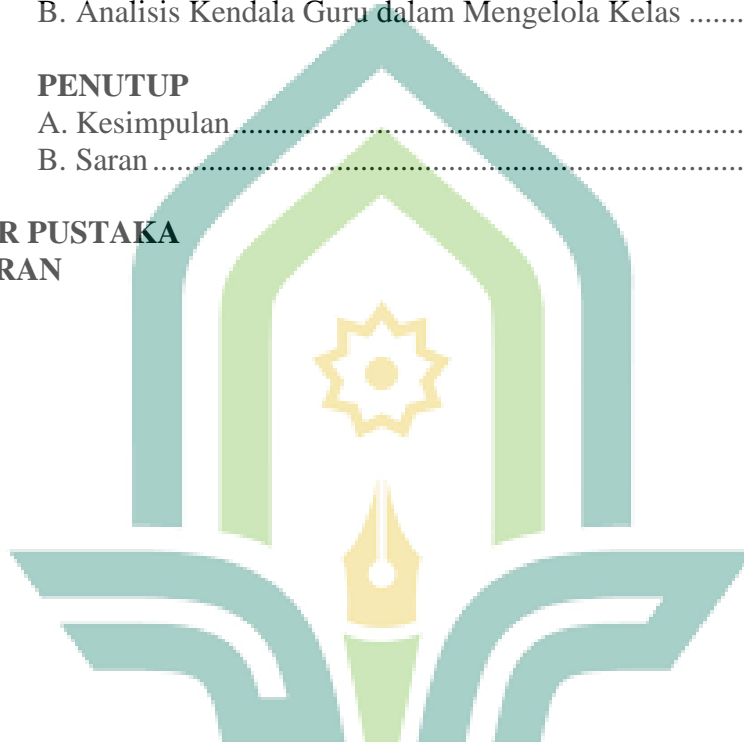 B. Analisis Kendala Guru dalam Mengelola Kelas .......
PENUTUP
A. Kesimpulan...............................................................
B. Saran.........................................................................
R PUSTAKA
RAN